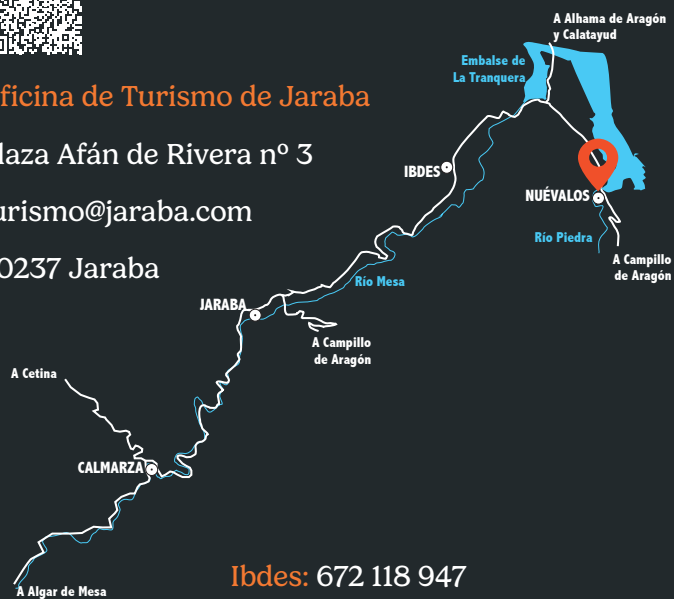 A Alhama de Aragón
y Calatayud
Embalse de
La Tranquera
ficina de Turismo de Jaraba
laza Afán de Rivera nº 3
urismo@jaraba.com
0237 Jaraba
IBDES
NUÉVALOS
Río Piedra
A Campillo
de Aragón
Río Mesa
JARABA
A Campillo
de Aragón
A Cetina
CALMARZA
Ibdes: 672 118 947
A Algar de Mesa